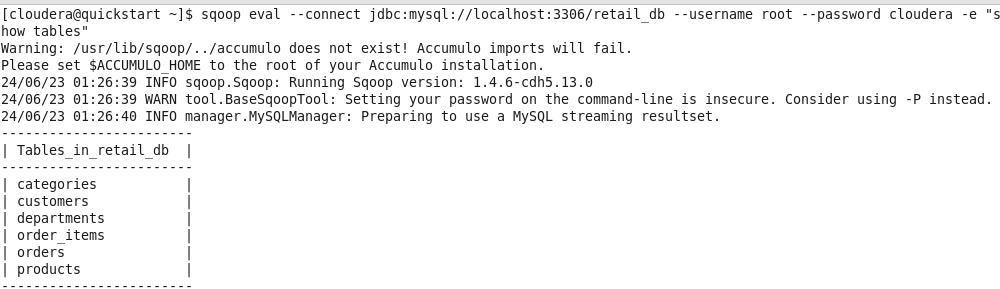 [cloudera@quickstart ~]$ sqoop eval --connect jdbc:mysql://localhost:3306/retail_db --username root --password cloudera -e "s
how tables"
Warning: /usr/lib/sqoop/../accumulo does not exist! Accumulo imports will fail.
Please set $ACCUMULO_HOME to the root of your Accumulo installation.
24/06/23 01:26:39 INFO sqoop.Sqoop: Running Sqoop version: 1.4.6-cdh5.13.0
24/06/23 01:26:39 WARN tool.BaseSqoopTool: Setting your password on the command-line is insecure. Consider using -P instead.
24/06/23 01:26:40 INFO manager.MySQLManager: Preparing to use a MySQL streaming resultset.
------------------------
| Tables_in_retail_db  |
------------------------
| categories           |
| customers            |
| departments          |
| order_items          |
| orders               |
| products             |
------------------------